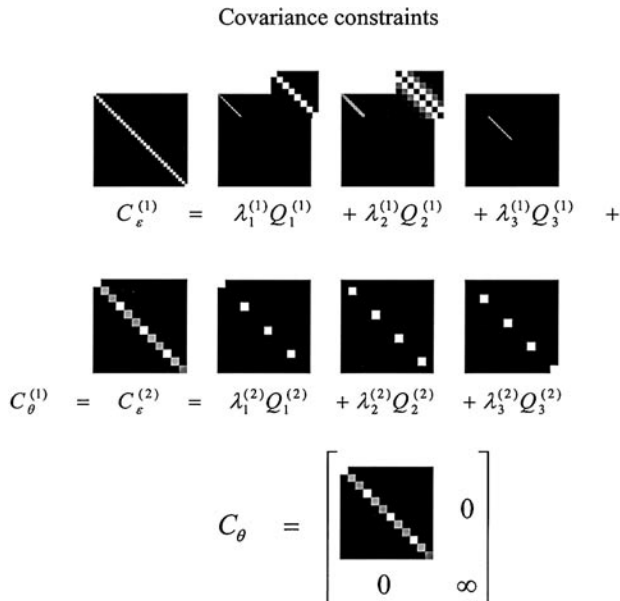 Covariance constraints
C_ε^(1) = λ_1^(1) Q_1^(1) + λ_2^(1) Q_2^(1) + λ_3^(1) Q_3^(1) +
C_θ^(1) = C_ε^(2) = λ_1^(2) Q_1^(2) + λ_2^(2) Q_2^(2) + λ_3^(2) Q_3^(2)
0
C_θ =
0 ∞